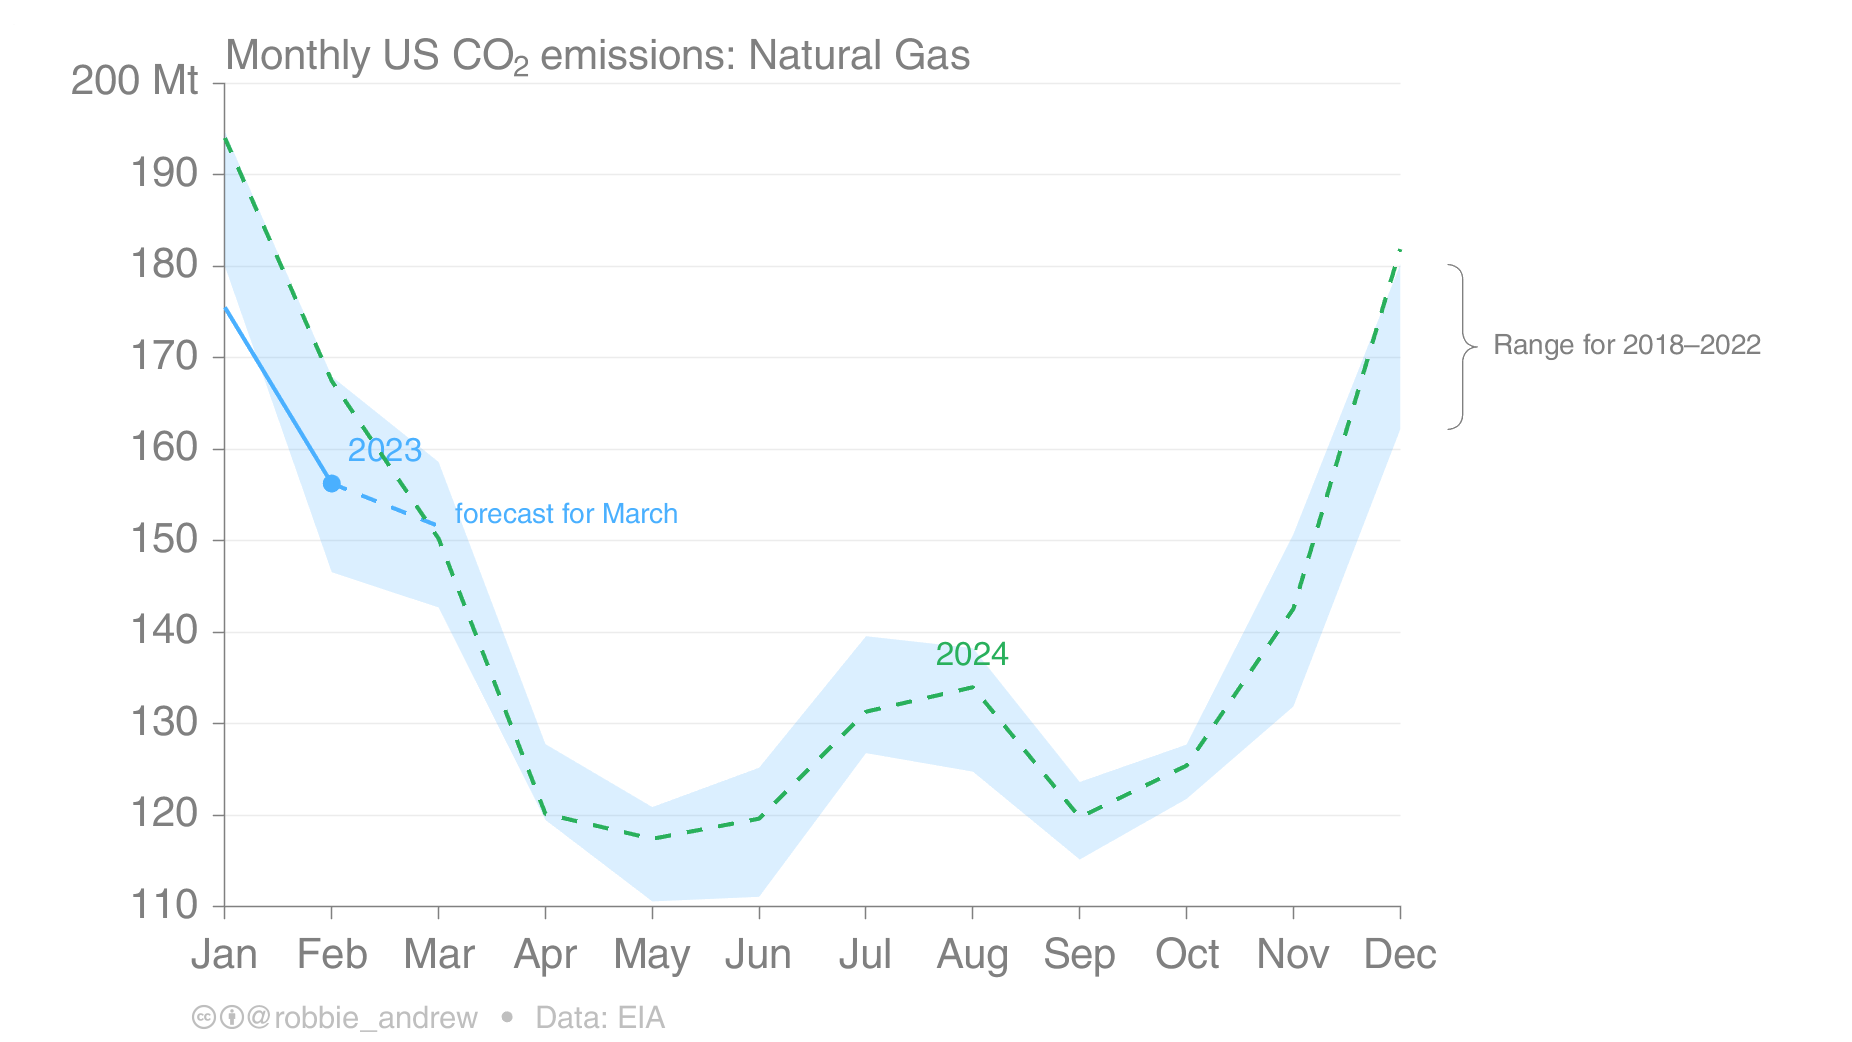 Monthly US CO₂ emissions: Natural Gas
200 Mt
190
180
170
160
150
140
130
120
110
2023
forecast for March
2024
Range for 2018–2022
Jan Feb Mar Apr May Jun Jul Aug Sep Oct Nov Dec
cc @robbie_andrew • Data: EIA